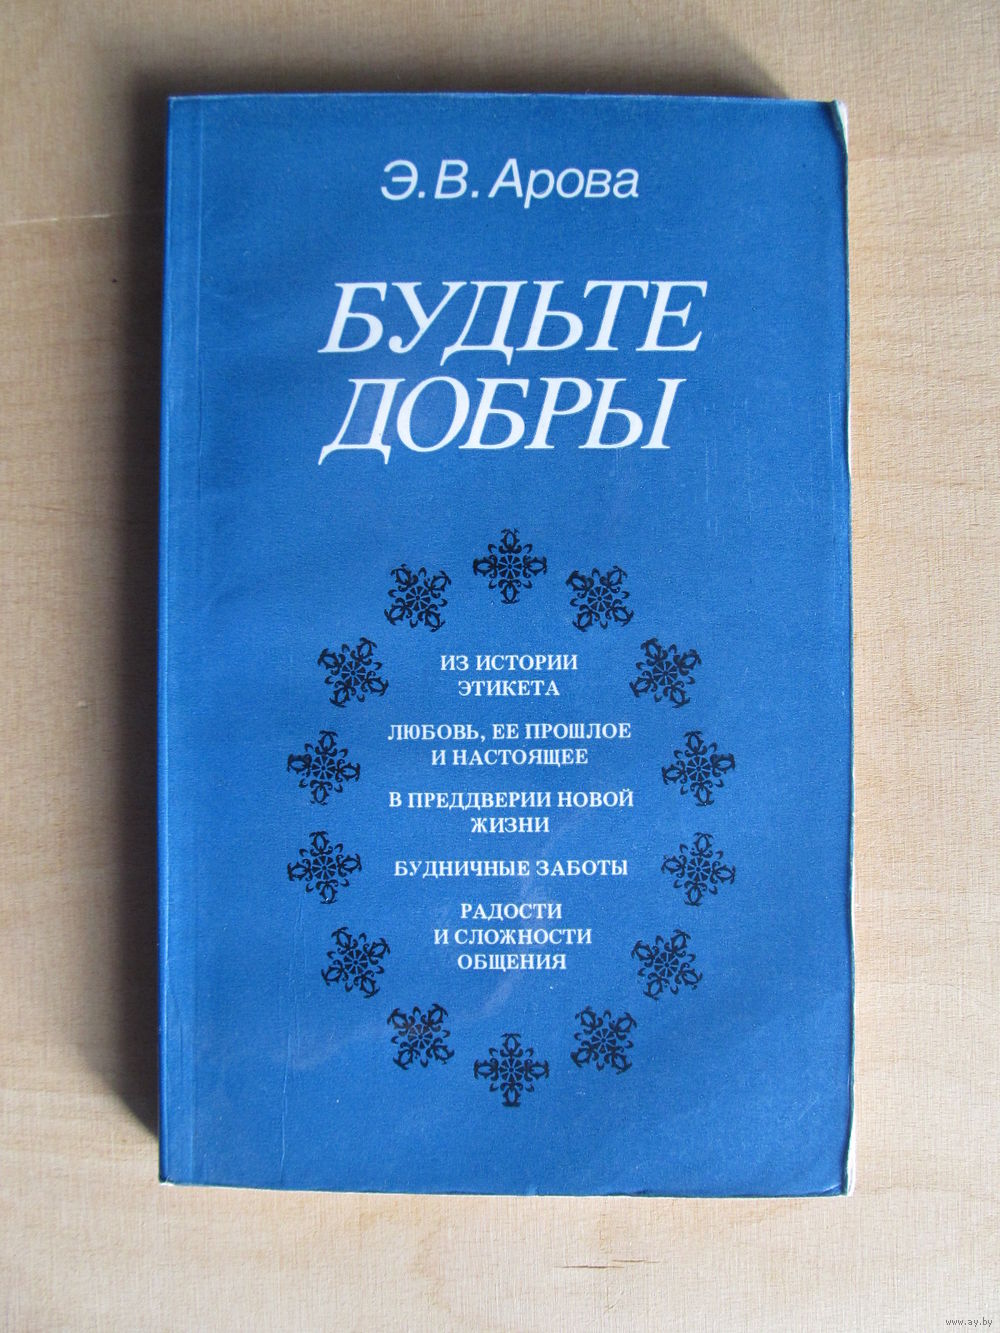 Э. В. Арова
БУДЬТЕ
ДОБРЫ
ИЗ ИСТОРИИ
ЭТИКЕТА
ЛЮБОВЬ, ЕЕ ПРОШЛОЕ
И НАСТОЯЩЕЕ
В ПРЕДДВЕРИИ НОВОЙ
ЖИЗНИ
БУДНИЧНЫЕ ЗАБОТЫ
РАДОСТИ
И СЛОЖНОСТИ
ОБЩЕНИЯ
www.ay.by